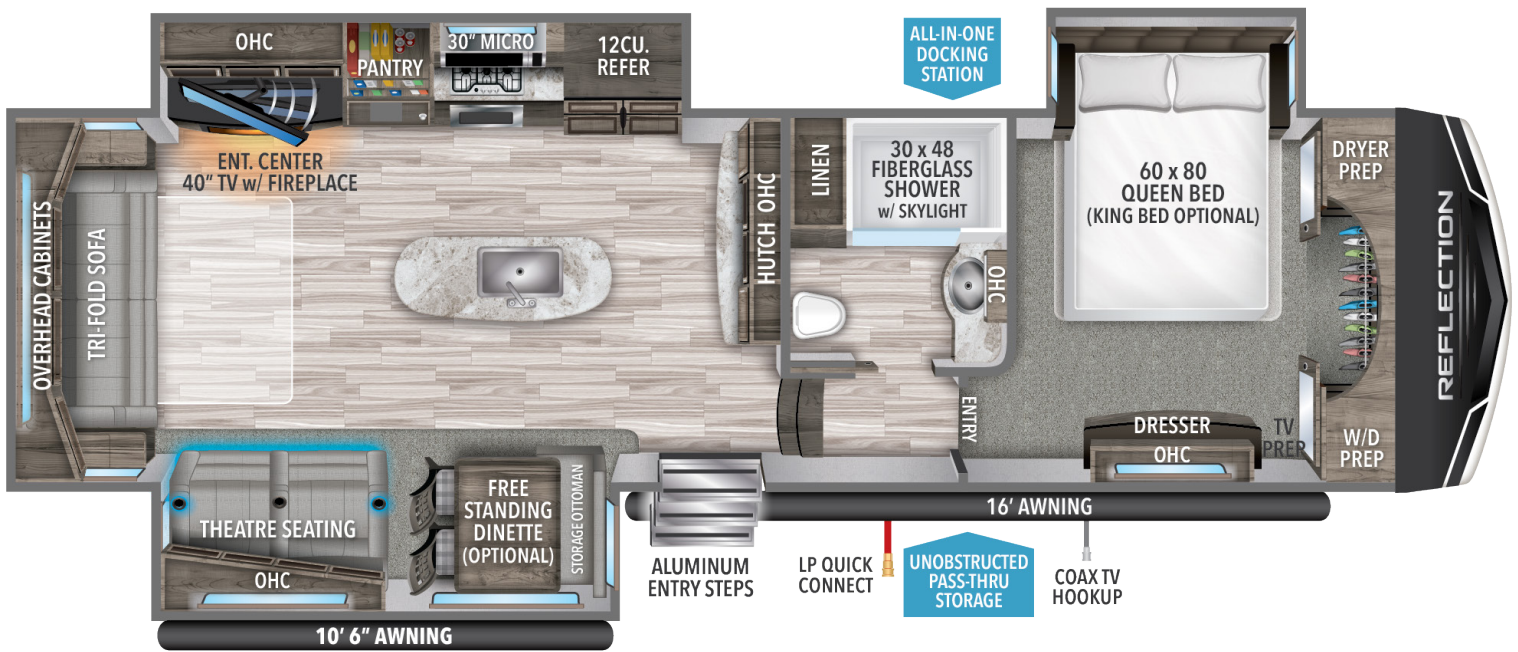 OHC
PANTRY
30" MICRO
12CU.
REFER
ALL-IN-ONE
DOCKING
STATION
ENT. CENTER
40" TV w/ FIREPLACE
OVERHEAD CABINETS
TRI-FOLD SOFA
HUTCH OHC
LINEN
30 x 48
FIBERGLASS
SHOWER
w/ SKYLIGHT
OHC
60 x 80
QUEEN BED
(KING BED OPTIONAL)
DRYER
PREP
REFLECTION
ENTRY
DRESSER
OHC
TV
PREP
W/D
PREP
THEATRE SEATING
OHC
FREE
STANDING
DINETTE
(OPTIONAL)
STORAGE OTTOMAN
16' AWNING
ALUMINUM
ENTRY STEPS
LP QUICK
CONNECT
UNOBSTRUCTED
PASS-THRU
STORAGE
COAX TV
HOOKUP
10' 6" AWNING